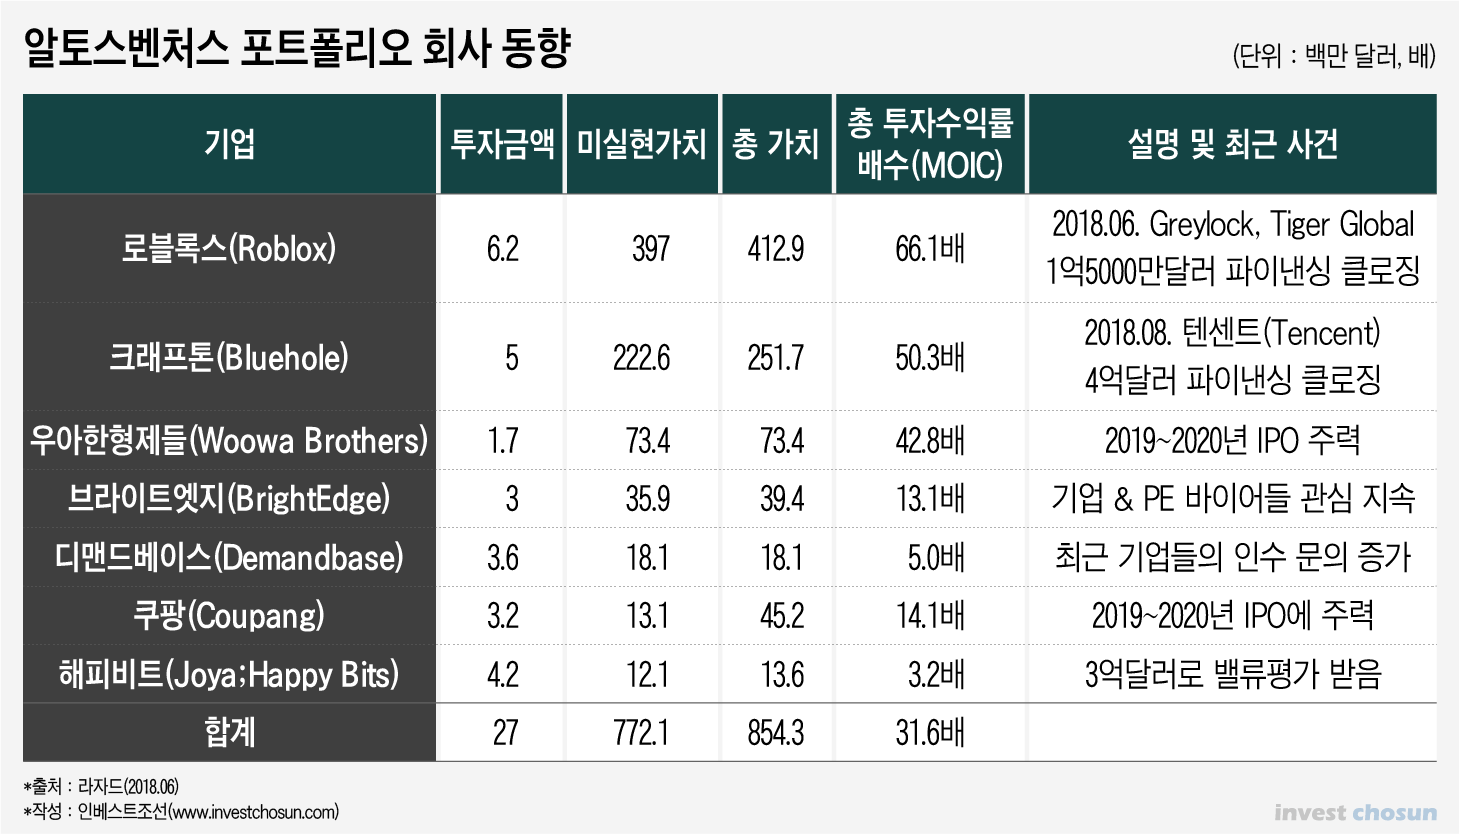 알토스벤처스 포트폴리오 회사 동향
(단위 : 백만 달러, 배)
기업 투자금액 미실현가치 총 가치 총 투자수익률 배수(MOIC) 설명 및 최근 사건
로블록스(Roblox) 6.2 397 412.9 66.1배 2018.06. Greylock, Tiger Global
1억5000만달러 파이낸싱 클로징
크래프톤(Bluehole) 5 222.6 251.7 50.3배 2018.08. 텐센트(Tencent)
4억달러 파이낸싱 클로징
우아한형제들(Woowa Brothers) 1.7 73.4 73.4 42.8배 2019~2020년 IPO 주력
브라이트엣지(BrightEdge) 3 35.9 39.4 13.1배 기업 & PE 바이어들 관심 지속
디맨드베이스(Demandbase) 3.6 18.1 18.1 5.0배 최근 기업들의 인수 문의 증가
쿠팡(Coupang) 3.2 13.1 45.2 14.1배 2019~2020년 IPO에 주력
해피비트(Joya;Happy Bits) 4.2 12.1 13.6 3.2배 3억달러로 밸류평가 받음
합계 27 772.1 854.3 31.6배
*출처 : 라자드(2018.06)
*작성 : 인베스트조선(www.investchosun.com)
invest chosun